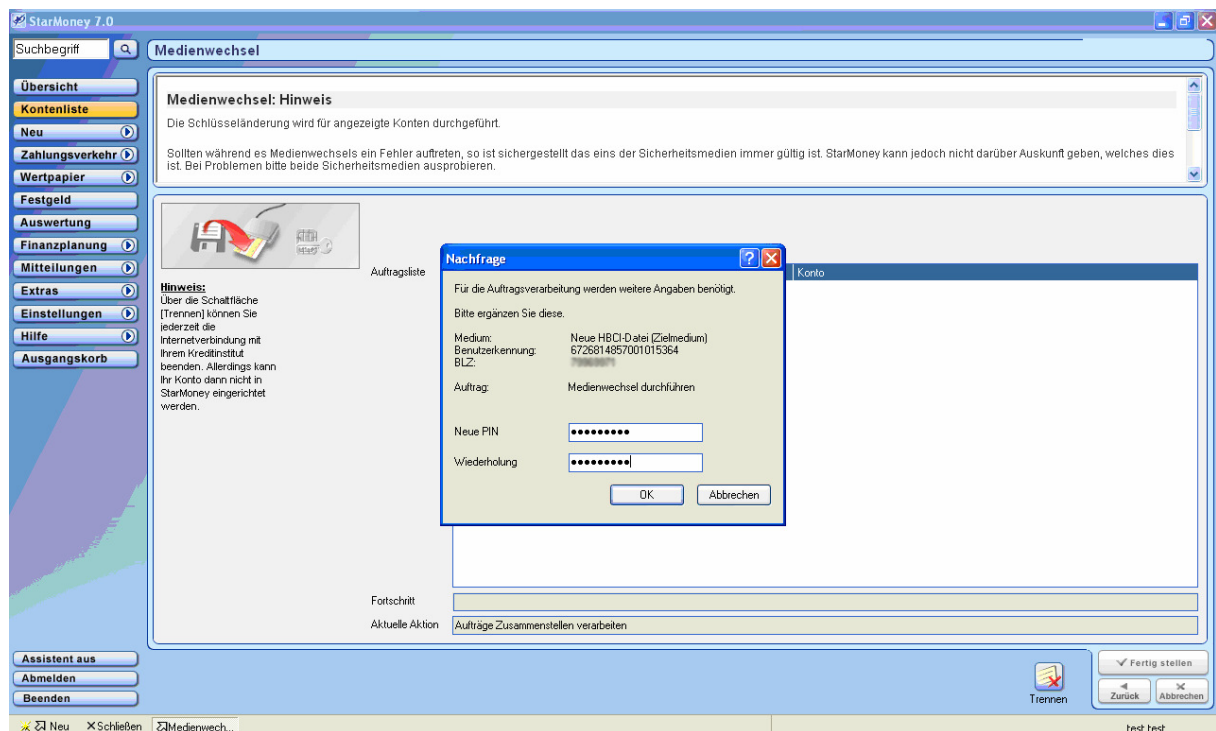 StarMoney 7.0
Suchbegriff
Medienwechsel
Übersicht
Kontenliste
Neu
Zahlungsverkehr
Wertpapier
Festgeld
Auswertung
Finanzplanung
Mitteilungen
Extras
Einstellungen
Hilfe
Ausgangskorb
Medienwechsel: Hinweis
Die Schlüsseländerung wird für angezeigte Konten durchgeführt.
Sollten während es Medienwechsels ein Fehler auftreten, so ist sichergestellt das eins der Sicherheitsmedien immer gültig ist. StarMoney kann jedoch nicht darüber Auskunft geben, welches dies
ist. Bei Problemen bitte beide Sicherheitsmedien ausprobieren.
Hinweis:
Über die Schaltfläche
[Trennen] können Sie
jederzeit die
Internetverbindung mit
Ihrem Kreditinstitut
beenden. Allerdings kann
Ihr Konto dann nicht in
StarMoney eingerichtet
werden.
Auftragsliste
Konto
Nachfrage
Für die Auftragsverarbeitung werden weitere Angaben benötigt.
Bitte ergänzen Sie diese.
Medium: Neue HBCI-Datei (Zielmedium)
Benutzerkennung: 6726814857001015364
BLZ:
Auftrag: Medienwechsel durchführen
Neue PIN
Wiederholung
OK Abbrechen
Fortschritt
Aktuelle Aktion Aufträge Zusammenstellen verarbeiten
Assistent aus
Abmelden
Beenden
Trennen
Fertig stellen
Zurück Abbrechen
Neu Schließen Medienwech...
test test